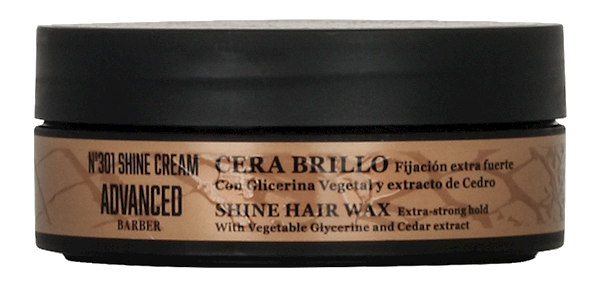 Nº301 SHINE CREAM
ADVANCED
BARBER
CERA BRILLO Fijación extra fuerte
Con Glicerina Vegetal y extracto de Cedro
SHINE HAIR WAX Extra-strong hold
With Vegetable Glycerine and Cedar extract